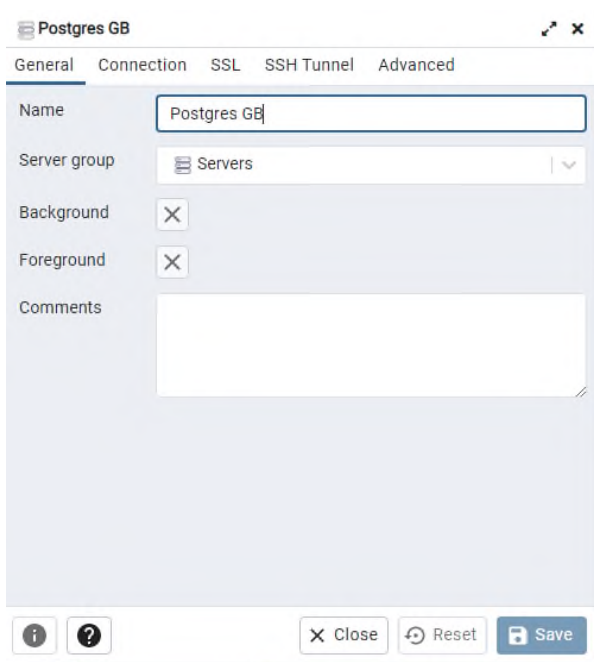 Postgres GB
General Connection SSL SSH Tunnel Advanced
Name Postgres GB
Server group Servers
Background
Foreground
Comments
Close Reset Save